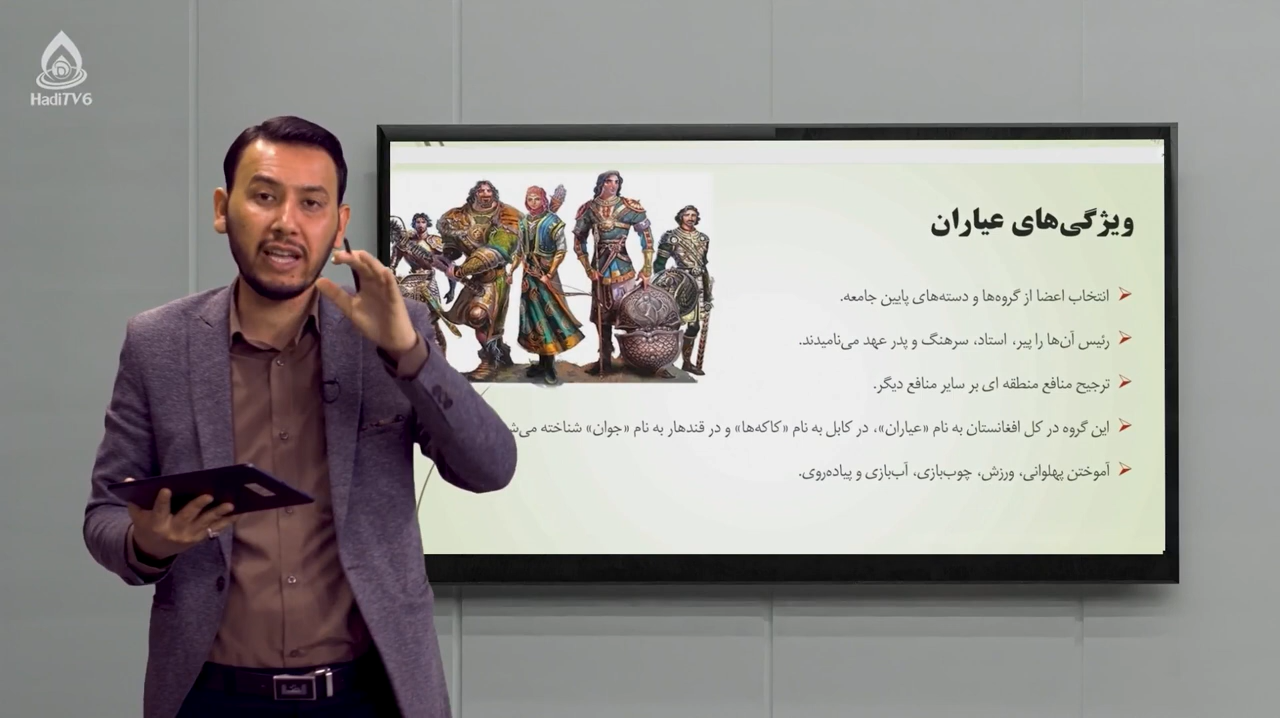 HadiTV6
ویژگی‌های عیاران
انتخاب اعضا از گروه‌ها و دسته‌های پایین جامعه.
رئیس آن‌ها را پیر، استاد، سرهنگ و پدر عهد می‌نامیدند.
ترجیح منافع منطقه ای بر سایر منافع دیگر.
این گروه در کل افغانستان به نام «عیاران»، در کابل به نام «کاکه‌ها» و در قندهار به نام «جوان» شناخته
آموختن پهلوانی، ورزش، چوب‌بازی، آب‌بازی و پیاده‌روی.